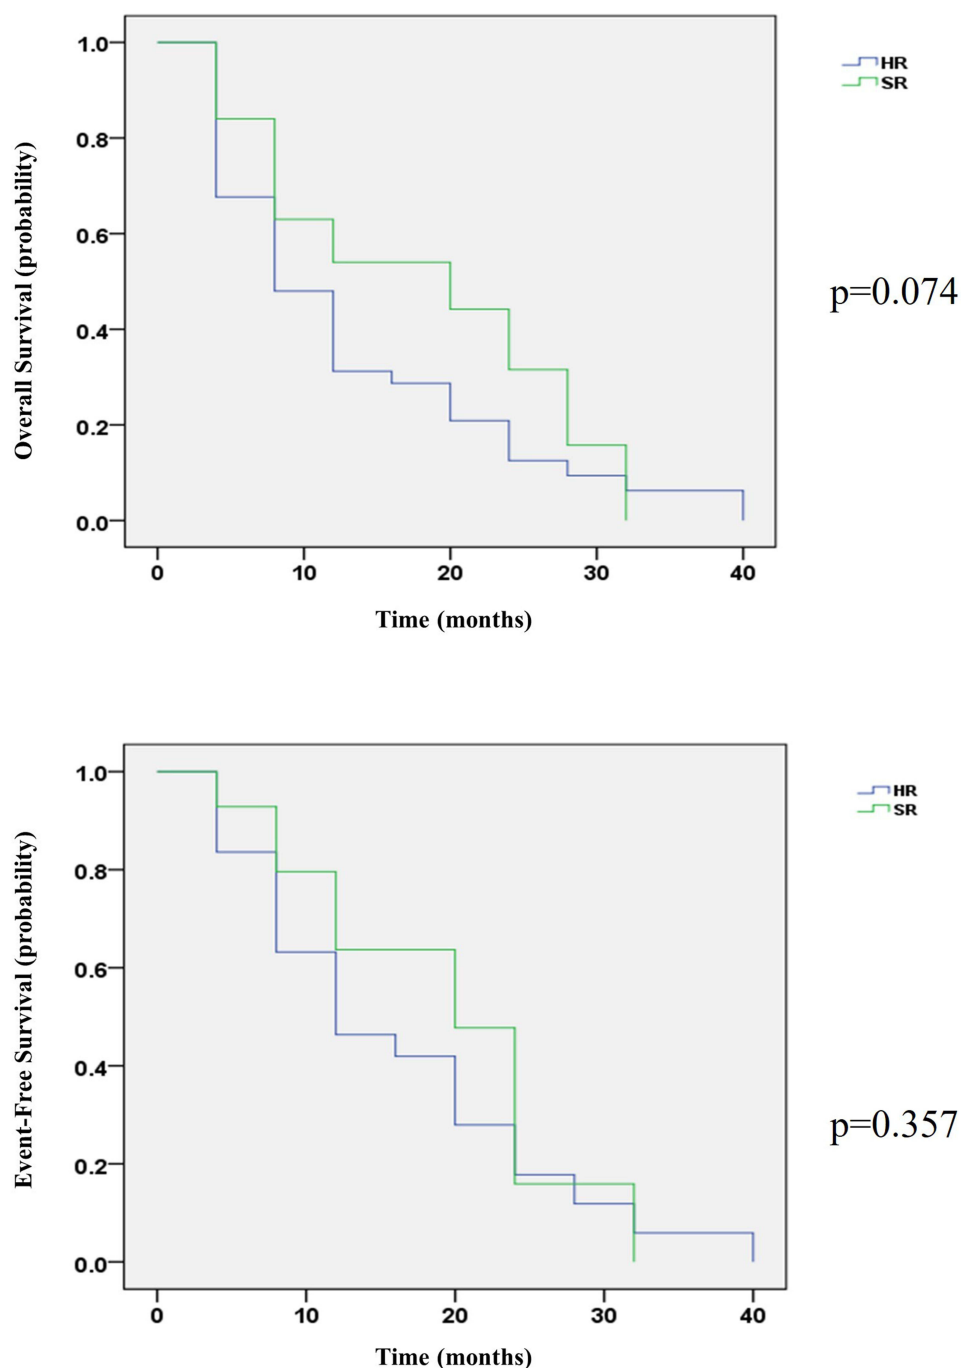 1.0
0.8
0.6
0.4
0.2
0.0
Overall Survival (probability)
0 10 20 30 40
Time (months)
HR
SR
p=0.074
1.0
0.8
0.6
0.4
0.2
0.0
Event-Free Survival (probability)
0 10 20 30 40
Time (months)
HR
SR
p=0.357